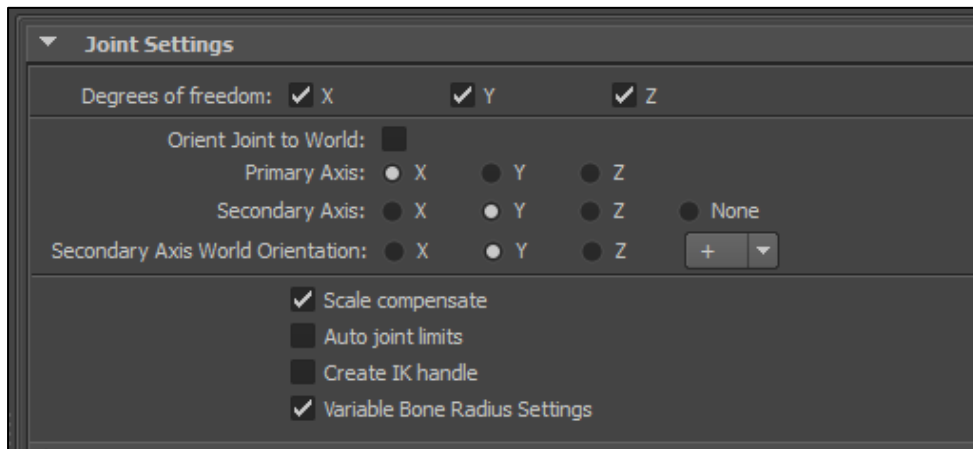 Joint Settings
Degrees of freedom: X Y Z
Orient Joint to World:
Primary Axis: X Y Z
Secondary Axis: X Y Z None
Secondary Axis World Orientation: X Y Z +
Scale compensate
Auto joint limits
Create IK handle
Variable Bone Radius Settings